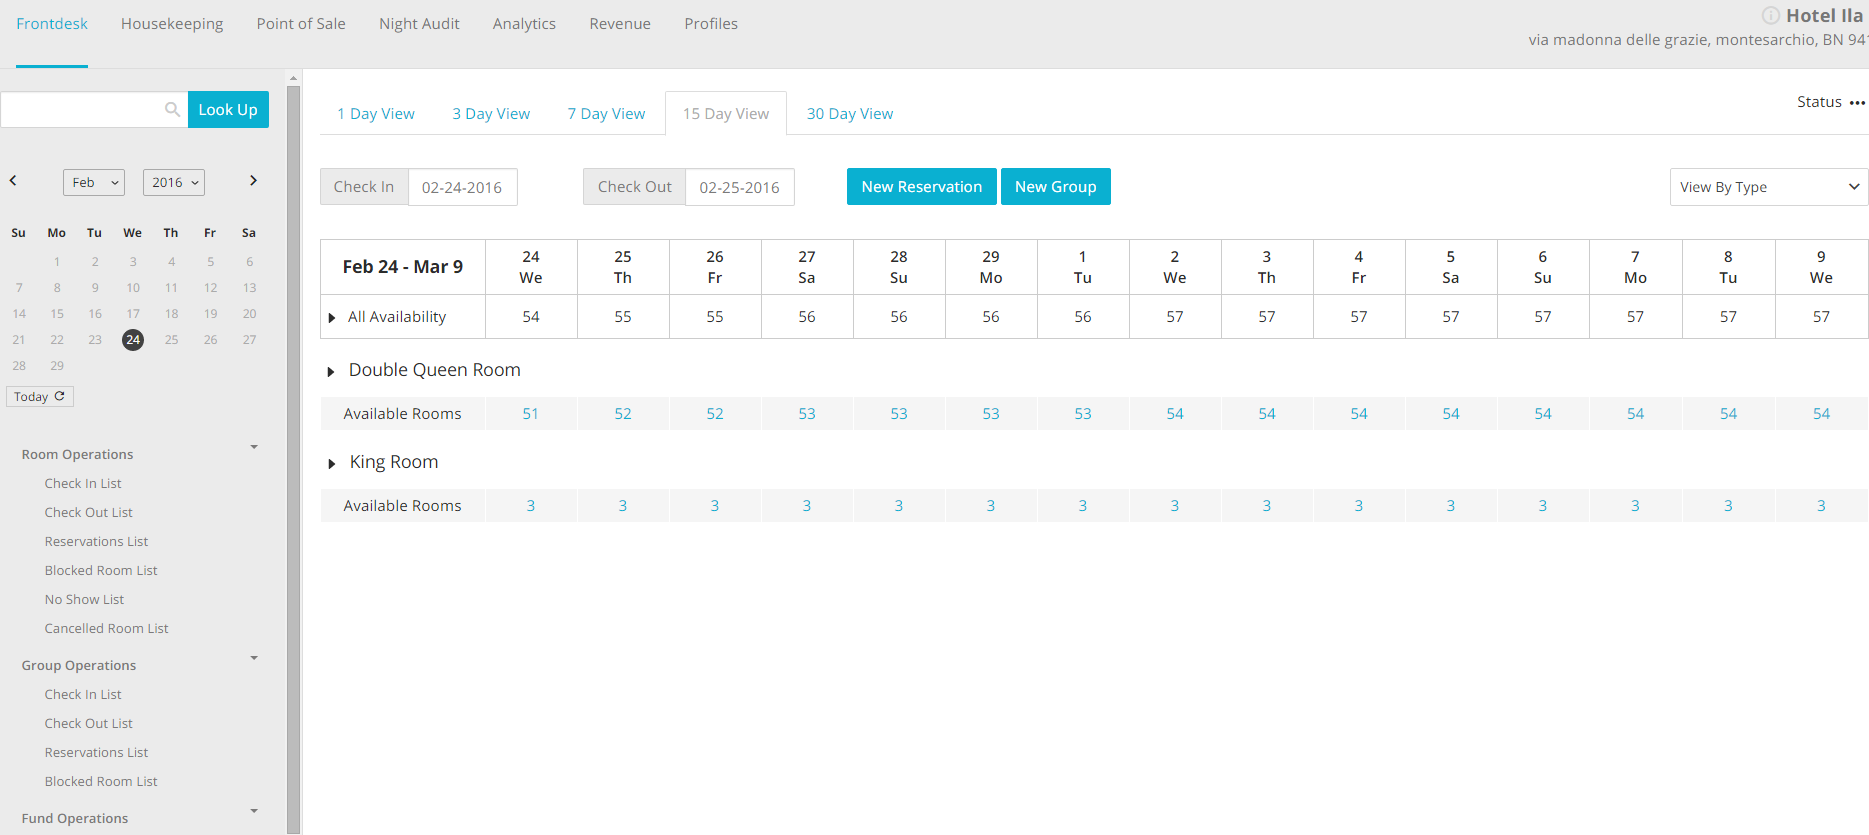 Frontdesk Housekeeping Point of Sale Night Audit Analytics Revenue Profiles
Hotel Ila
via madonna delle grazie, montesarchio, BN 941
Look Up
Feb 2016
Su Mo Tu We Th Fr Sa
1 2 3 4 5 6
7 8 9 10 11 12 13
14 15 16 17 18 19 20
21 22 23 24 25 26 27
28 29
Today
Room Operations
Check In List
Check Out List
Reservations List
Blocked Room List
No Show List
Cancelled Room List
Group Operations
Check In List
Check Out List
Reservations List
Blocked Room List
Fund Operations
1 Day View 3 Day View 7 Day View 15 Day View 30 Day View
Status
Check In 02-24-2016 Check Out 02-25-2016 New Reservation New Group View By Type
Feb 24 - Mar 9
24 25 26 27 28 29 1 2 3 4 5 6 7 8 9
We Th Fr Sa Su Mo Tu We Th Fr Sa Su Mo Tu We
All Availability 54 55 55 56 56 56 56 57 57 57 57 57 57 57 57
Double Queen Room
Available Rooms 51 52 52 53 53 53 53 54 54 54 54 54 54 54 54
King Room
Available Rooms 3 3 3 3 3 3 3 3 3 3 3 3 3 3 3